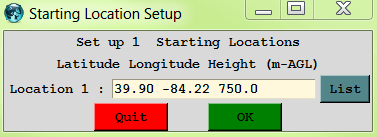 Starting Location Setup
Set up 1 Starting Locations
Latitude Longitude Height (m-AGL)
Location 1 : 39.90 -84.22 750.0 List
Quit OK